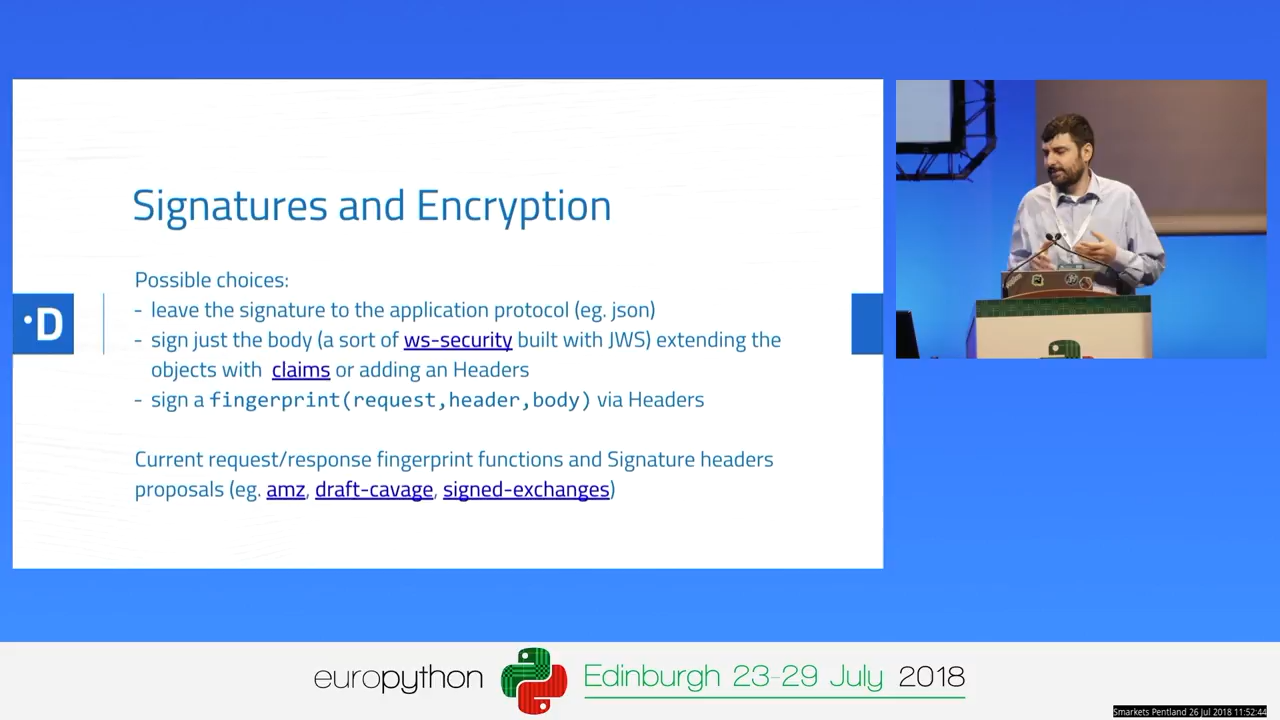 Signatures and Encryption
Possible choices:
- leave the signature to the application protocol (eg. json)
- sign just the body (a sort of ws-security built with JWS) extending the
objects with claims or adding an Headers
- sign a fingerprint(request,header,body) via Headers
Current request/response fingerprint functions and Signature headers
proposals (eg. amz, draft-cavage, signed-exchanges)
·D
europython Edinburgh 23-29 July 2018
Smarkets Pentland 26 Jul 2018 11:52:44